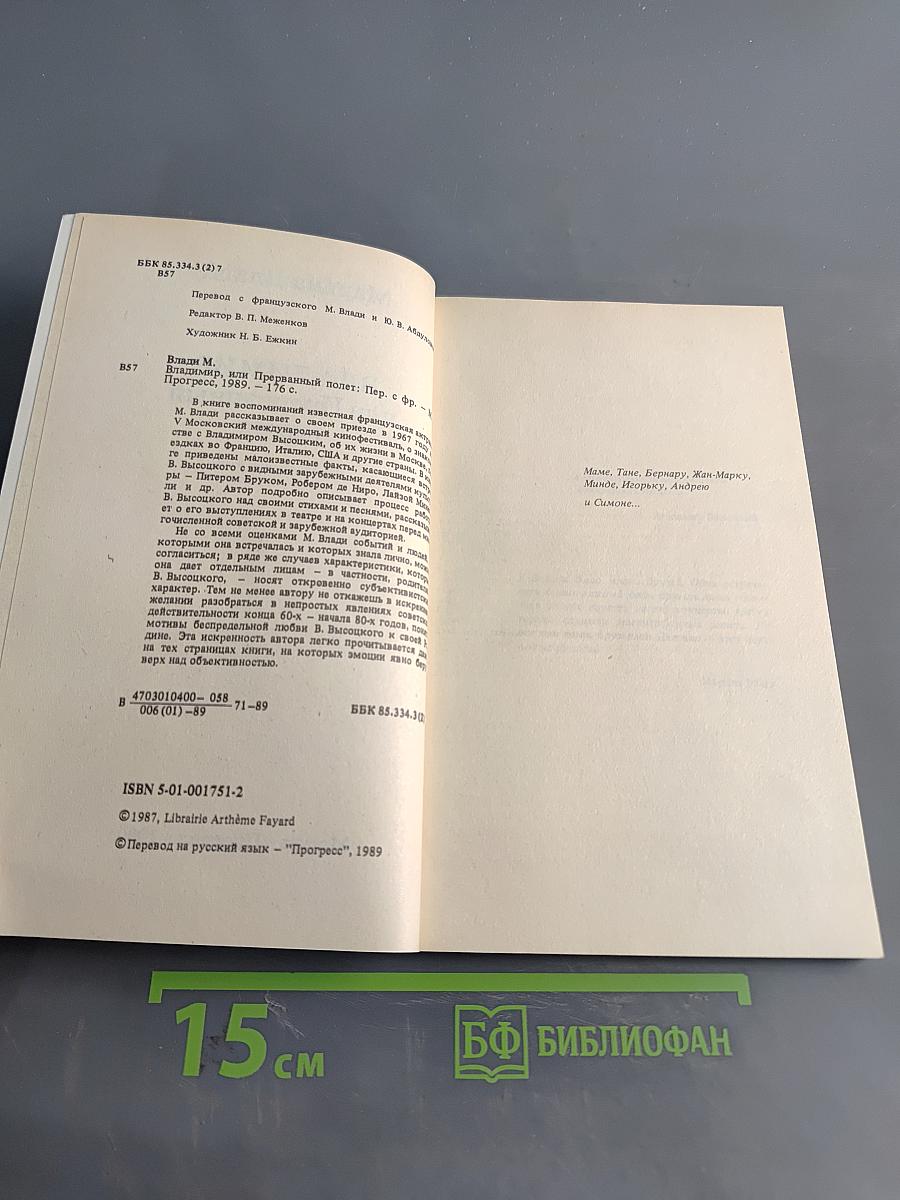 ББК 85.334.3(2)7
В57
Перевод с французского М. Влади и Ю. В.
Редактор В. П. Меженков
Художник Н. Б. Ежкин
Влади М.
В57
Владимир, или Прерванный полет: Пер. с фр. —
Прогресс, 1989. — 176 с.
В книге воспоминаний известная французская
М. Влади рассказывает о своем приезде в 1967
V Московский международный кинофестиваль, о
стве с Владимиром Высоцким, об их жизни в Москве,
ездках во Францию, Италию, США и другие страны. В
ге приведены малоизвестные факты, касающиеся
В. Высоцкого с видными зарубежными деятелями
ры — Питером Бруком, Робером де Ниро, Лайзой
ли и др. Автор подробно описывает процесс
В. Высоцкого над своими стихами и песнями,
ет о его выступлениях в театре и на концертах перед
гочисленной советской и зарубежной аудиторией.
Не со всеми оценками М. Влади событий и людей,
которыми она встречалась и которых знала лично,
согласиться; в ряде же случаев характеристики,
она дает отдельным лицам — в частности,
В. Высоцкого, — носят откровенно
характер. Тем не менее автору не откажешь в
желании разобраться в непростых явлениях
действительности конца 60-х — начала 80-х годов,
мотивы беспредельной любви В. Высоцкого к своей
дине. Эта искренность автора легко прочитывается
на тех страницах книги, на которых эмоции явно
верх над объективностью.
В 4703010400— 058
006(01)—89 71—89
ББК 85.334.3(2)
ISBN 5-01-001751-2
©1987, Librairie Arthème Fayard
©Перевод на русский язык — "Прогресс", 1989
Маме, Тане, Бернару, Жан-Марку,
Минде, Игорьку, Андрею
и Симоне...
15 см
БФ БИБЛИОФАН